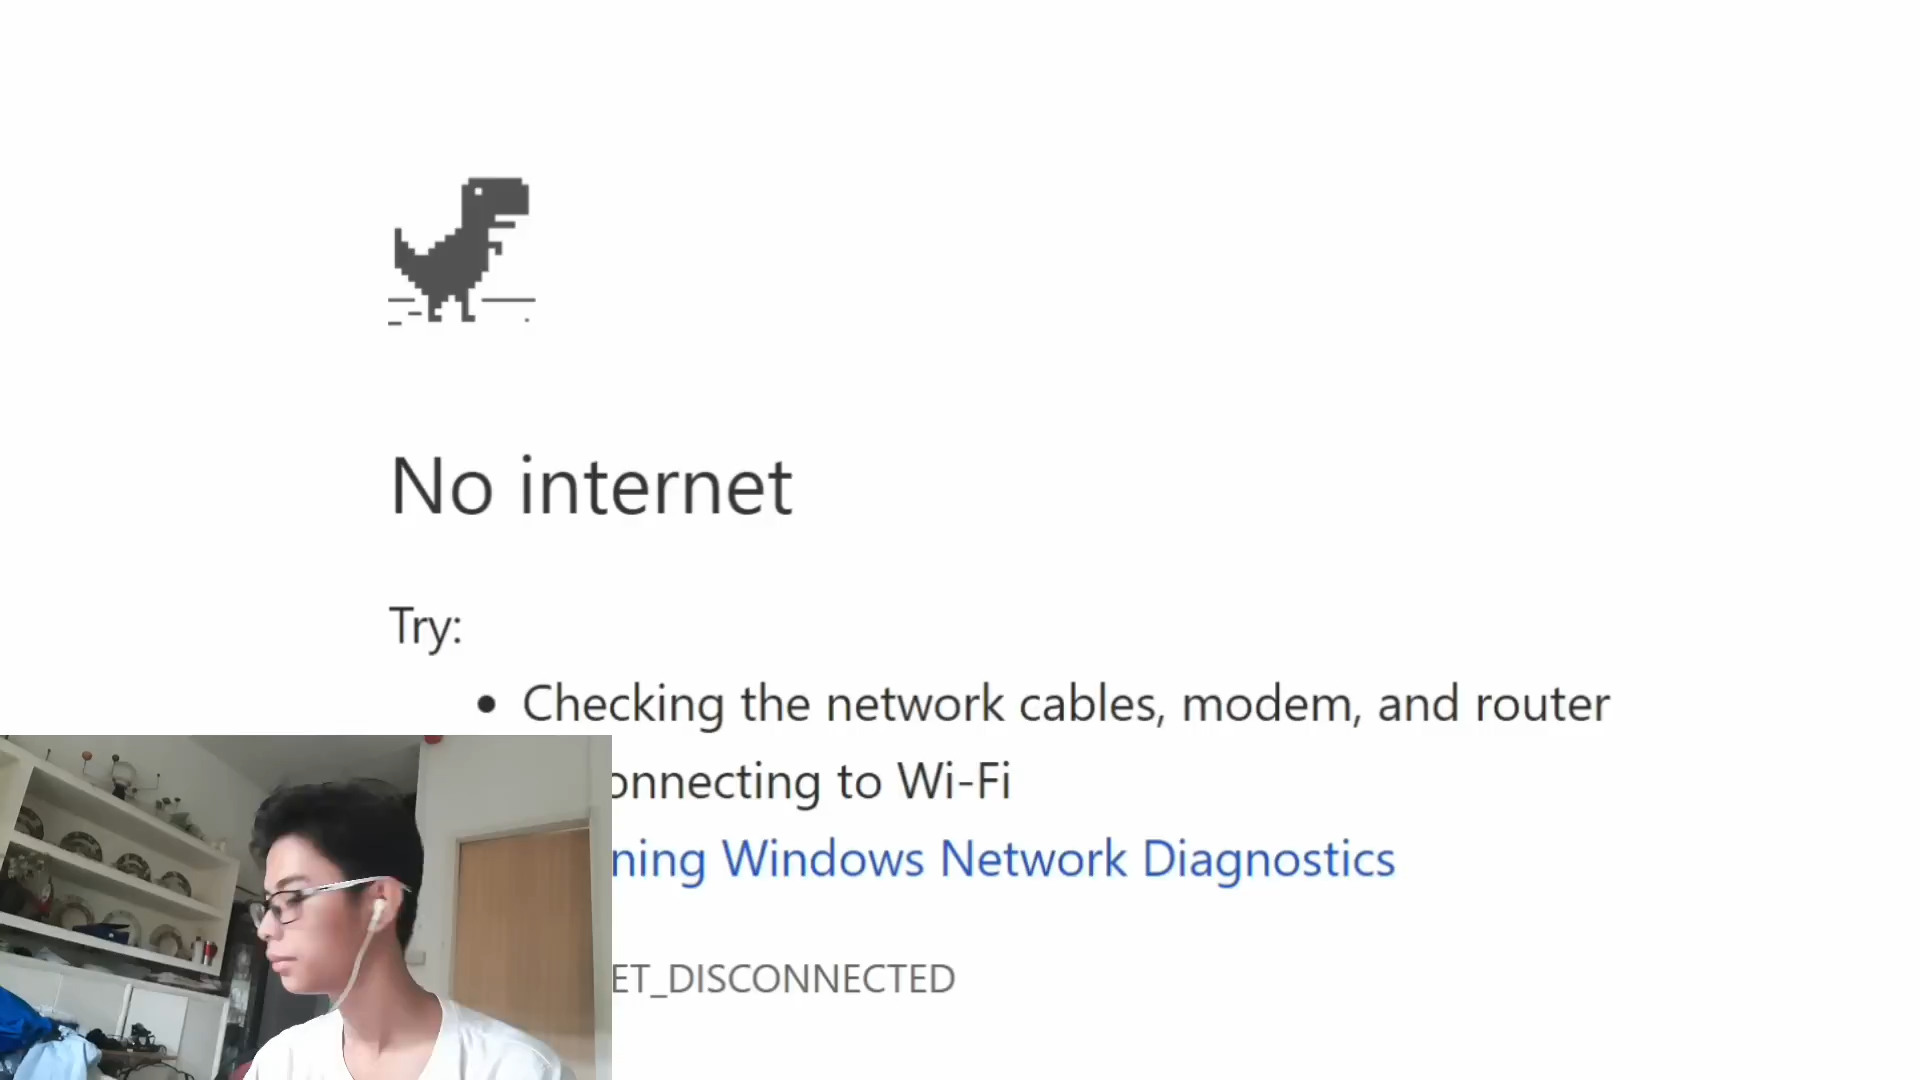 No internet
Try:
• Checking the network cables, modem, and router
onnecting to Wi-Fi
ning Windows Network Diagnostics
ET_DISCONNECTED